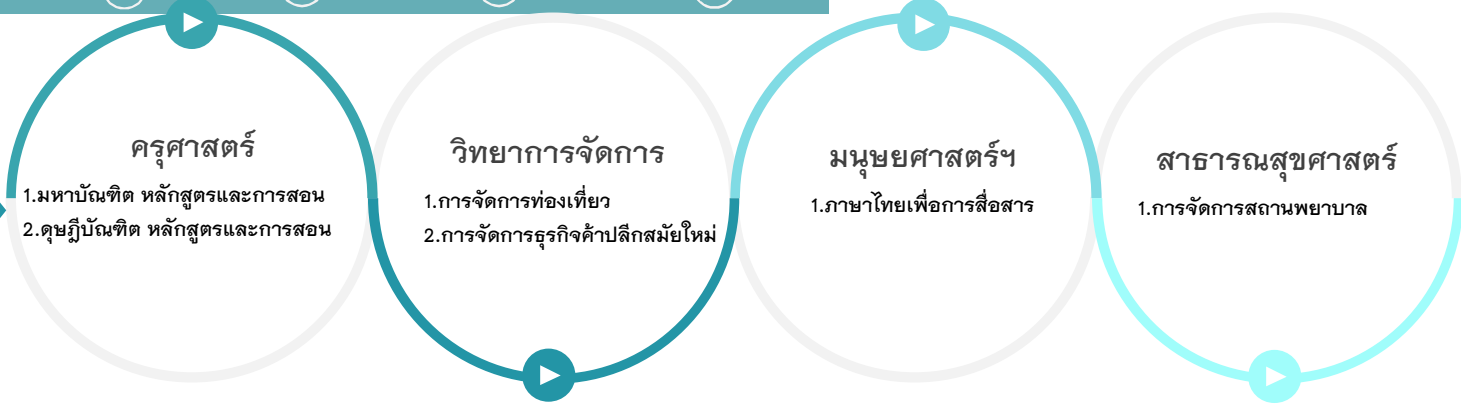 ครุศาสตร์
1.มหาบัณฑิต หลักสูตรและการสอน
2.ดุษฎีบัณฑิต หลักสูตรและการสอน
วิทยาการจัดการ
1.การจัดการท่องเที่ยว
2.การจัดการธุรกิจค้าปลีกสมัยใหม่
มนุษยศาสตร์ฯ
1.ภาษาไทยเพื่อการสื่อสาร
สาธารณสุขศาสตร์
1.การจัดการสถานพยาบาล